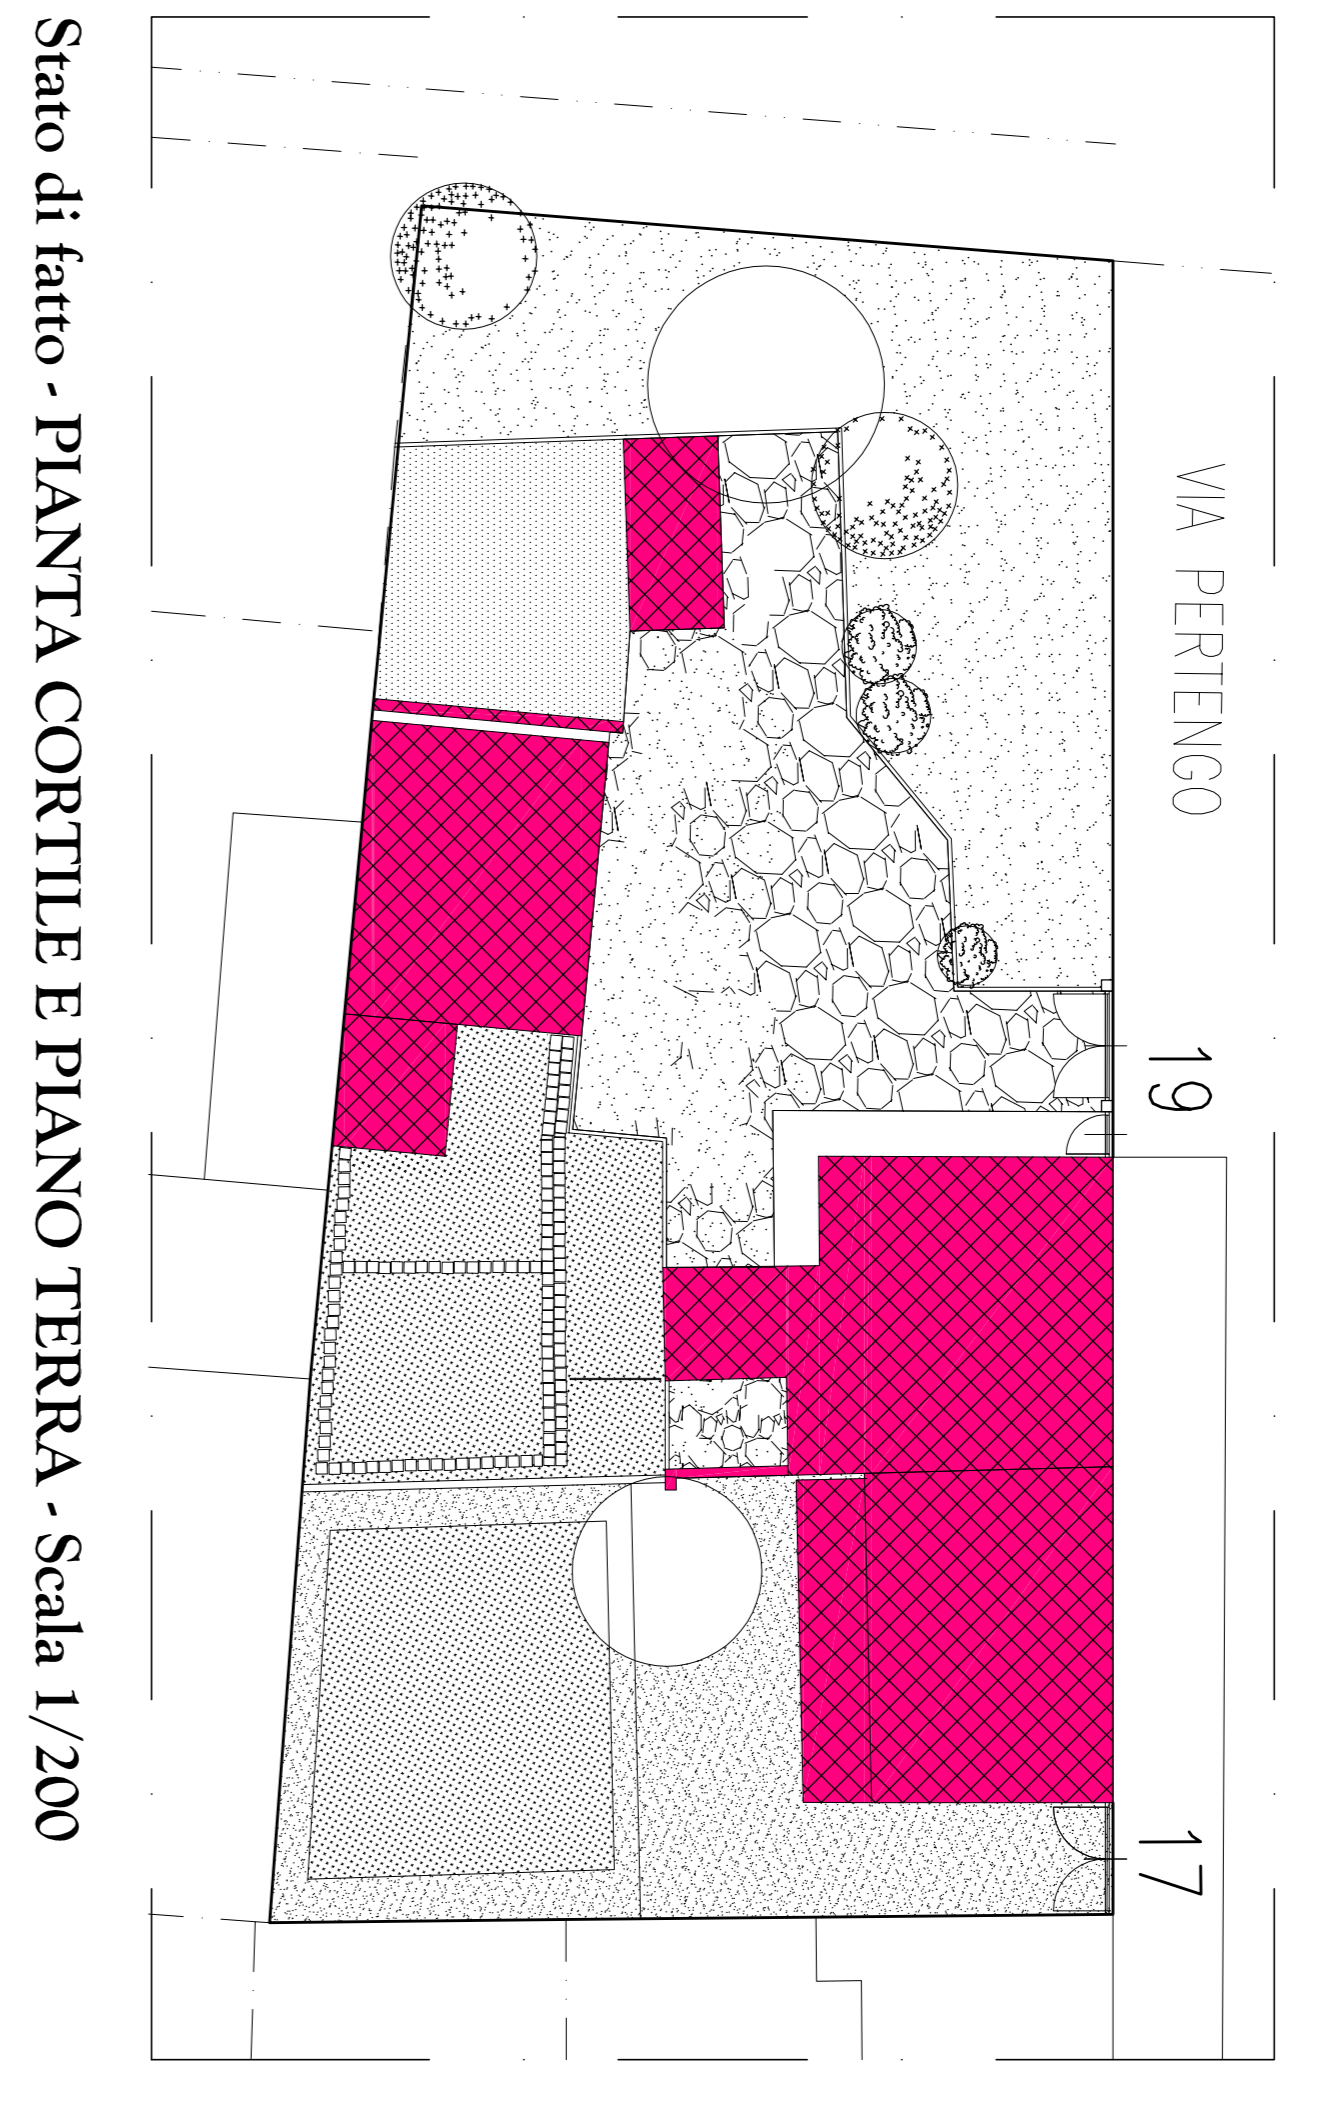 Stato di fatto - PIANTA CORTILE E PIANO TERRA - Scala 1/200
VIA PERTENGO
19
17